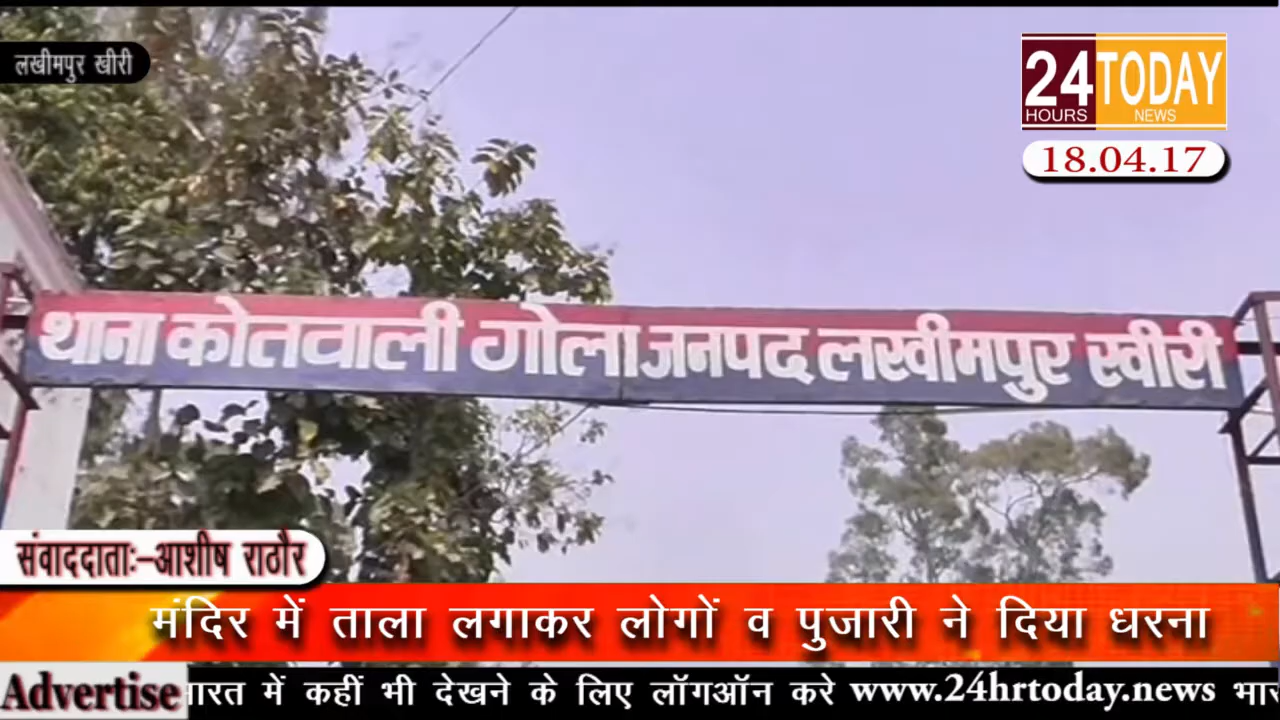 लखीमपुर खीरी
24 TODAY
HOURS NEWS
18.04.17
थाना कोतवाली गोला जनपद लखीमपुर खीरी
संवाददाताः-आशीष राठौर
मंदिर में ताला लगाकर लोगों व पुजारी ने दिया धरना
Advertise में कहीं भी देखने के लिए लॉगऑन करे www.24hrtoday.news